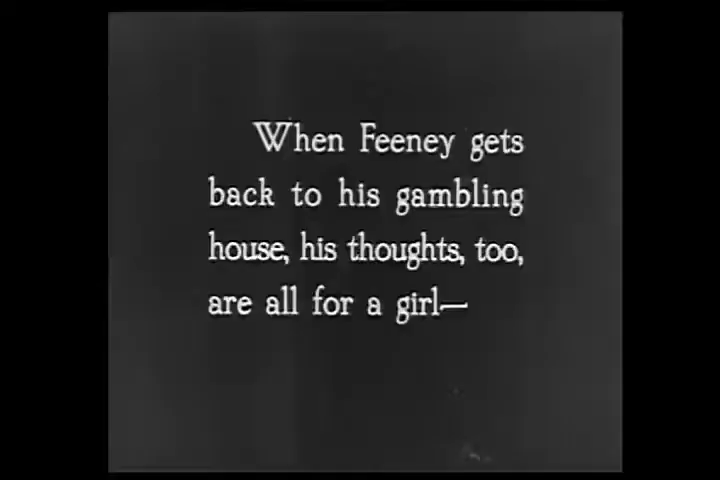 When Feeney gets
back to his gambling
house, his thoughts, too,
are all for a girl—